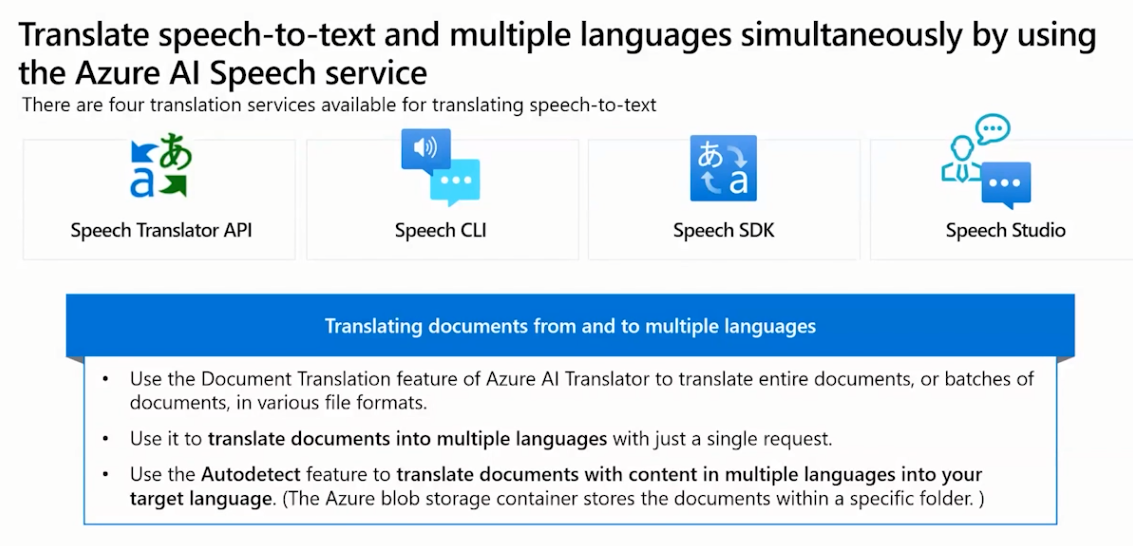 Translate speech-to-text and multiple languages simultaneously by using
the Azure AI Speech service
There are four translation services available for translating speech-to-text
あ
a
Speech Translator API
Speech CLI
あ
a
Speech SDK
Speech Studio
Translating documents from and to multiple languages
• Use the Document Translation feature of Azure AI Translator to translate entire documents, or batches of
documents, in various file formats.
• Use it to translate documents into multiple languages with just a single request.
• Use the Autodetect feature to translate documents with content in multiple languages into your
target language. (The Azure blob storage container stores the documents within a specific folder. )